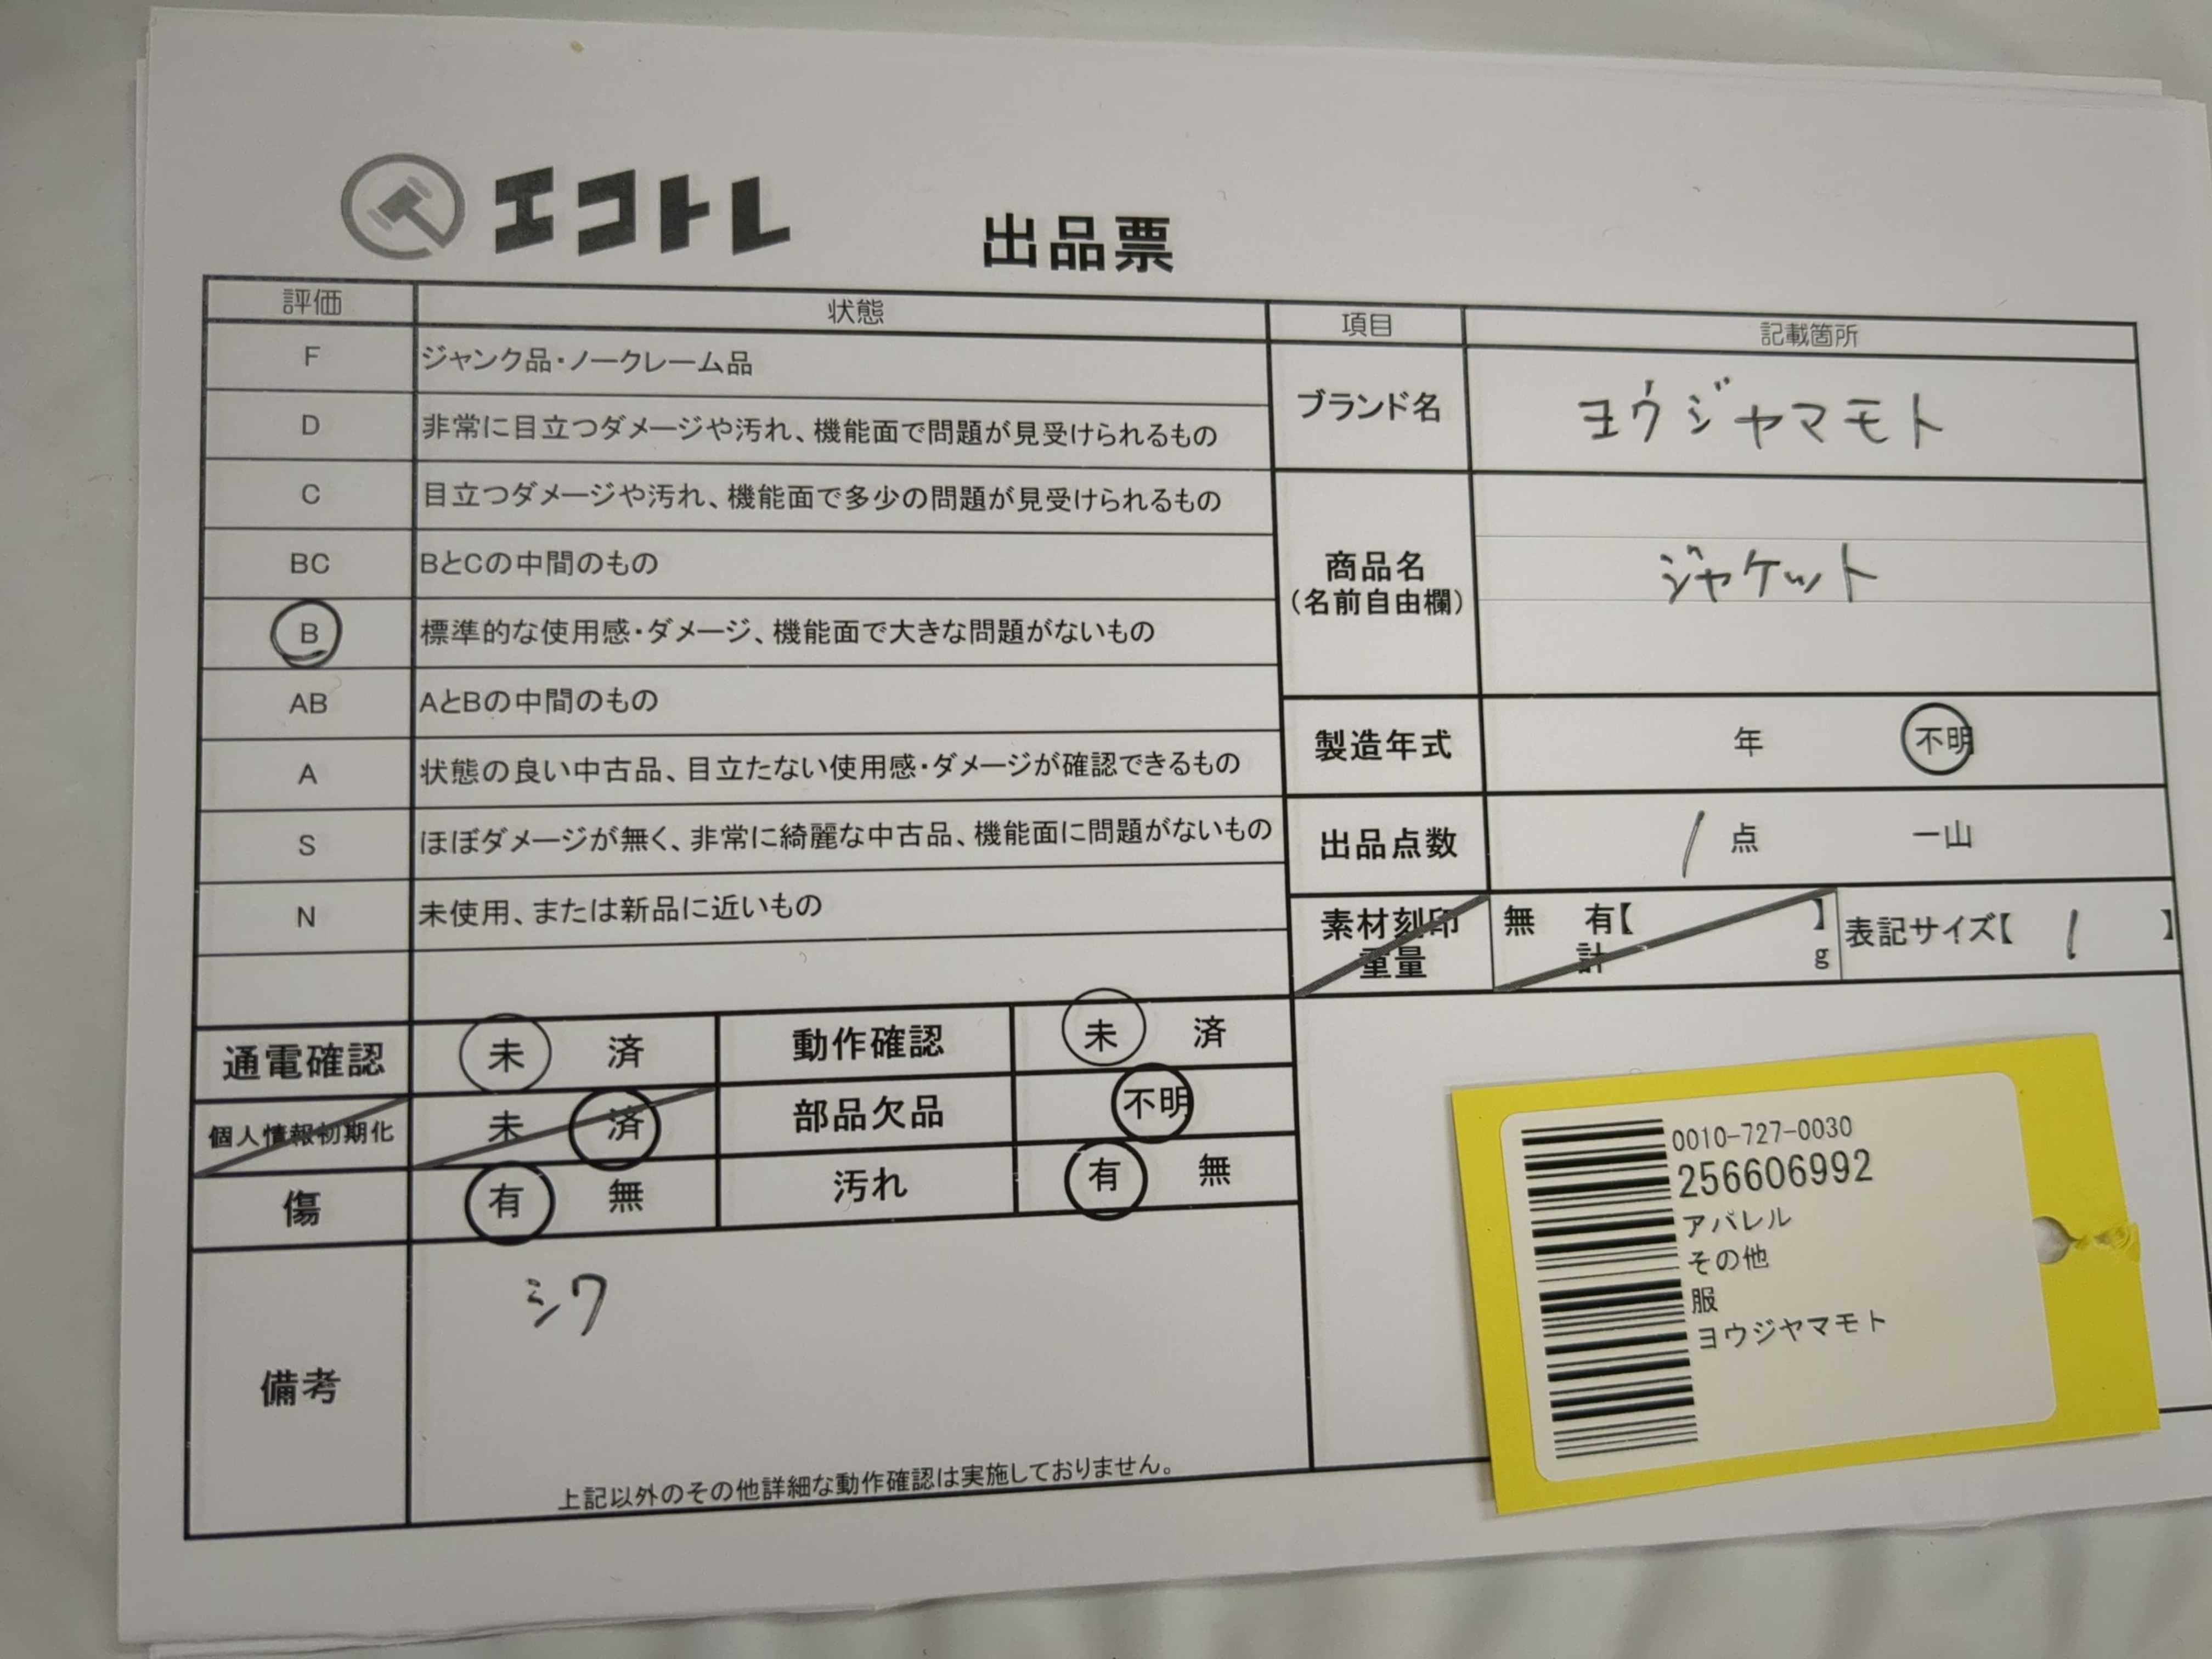 エコトレ
出品票
評価 状態
F ジャンク品・ノークレーム品
D 非常に目立つダメージや汚れ、機能面で問題が見受けられるもの
C 目立つダメージや汚れ、機能面で多少の問題が見受けられるもの
BC BとCの中間のもの
B 標準的な使用感・ダメージ、機能面で大きな問題がないもの
AB AとBの中間のもの
A 状態の良い中古品、目立たない使用感・ダメージが確認できるもの
S ほぼダメージが無く、非常に綺麗な中古品、機能面に問題がないもの
N 未使用、または新品に近いもの
項目 記載箇所
ブランド名 ヨウジヤマモト
商品名
(名前自由欄)
ジャケット
製造年式 年 不明
出品点数 1 点 一山
素材刻印 無 有【 】
重量 計 g
表記サイズ【 1 】
通電確認 未 済 動作確認 未 済
個人情報初期化 未 済 部品欠品 不明
傷 有 無 汚れ 有 無
備考 シワ
上記以外のその他詳細な動作確認は実施しておりません。
0010-727-0030
256606992
アパレル
その他
服
ヨウジヤマモト